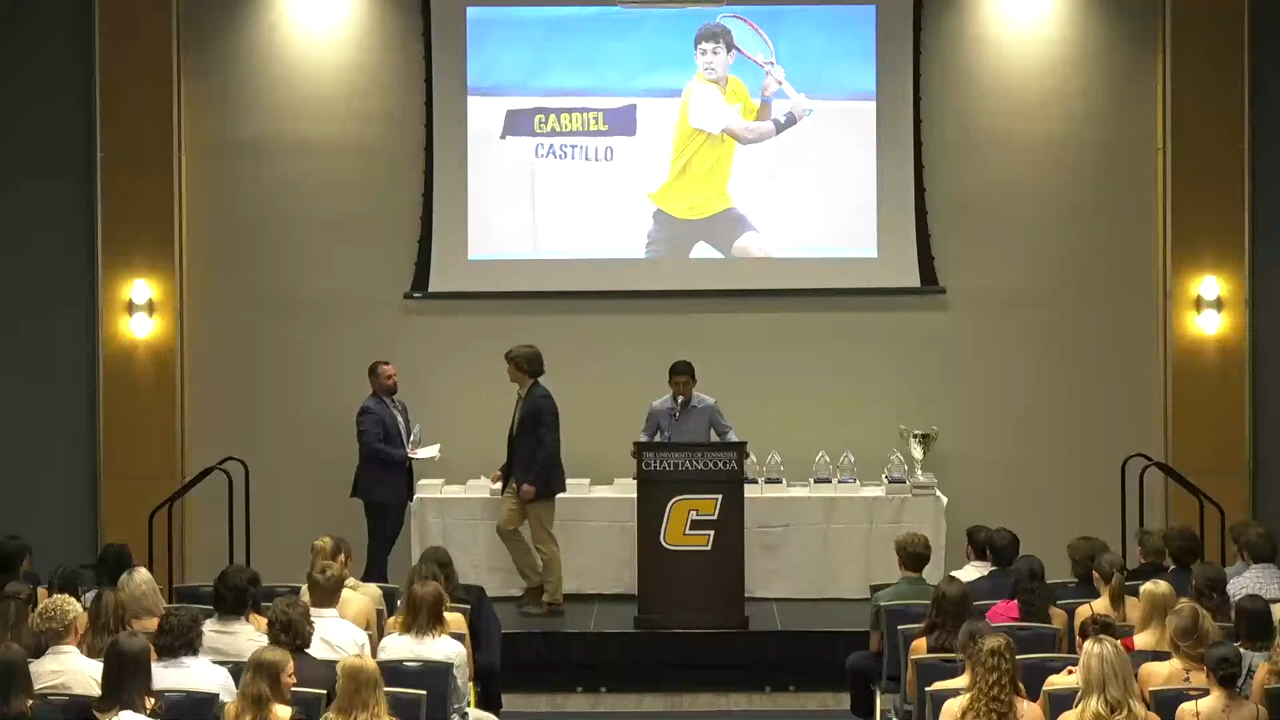 GABRIEL
CASTILLO
THE UNIVERSITY OF TENNESSEE
CHATTANOOGA
C